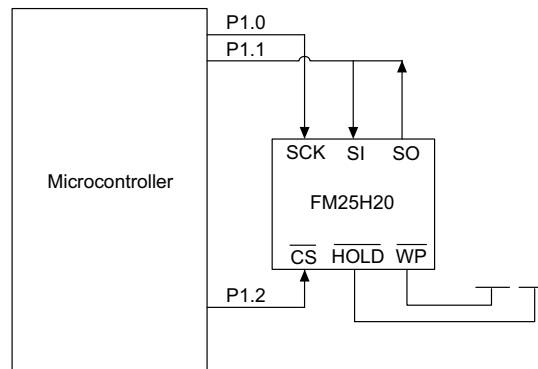 P1.0
P1.1
SCK SI SO
Microcontroller
FM25H20
CS HOLD WP
P1.2